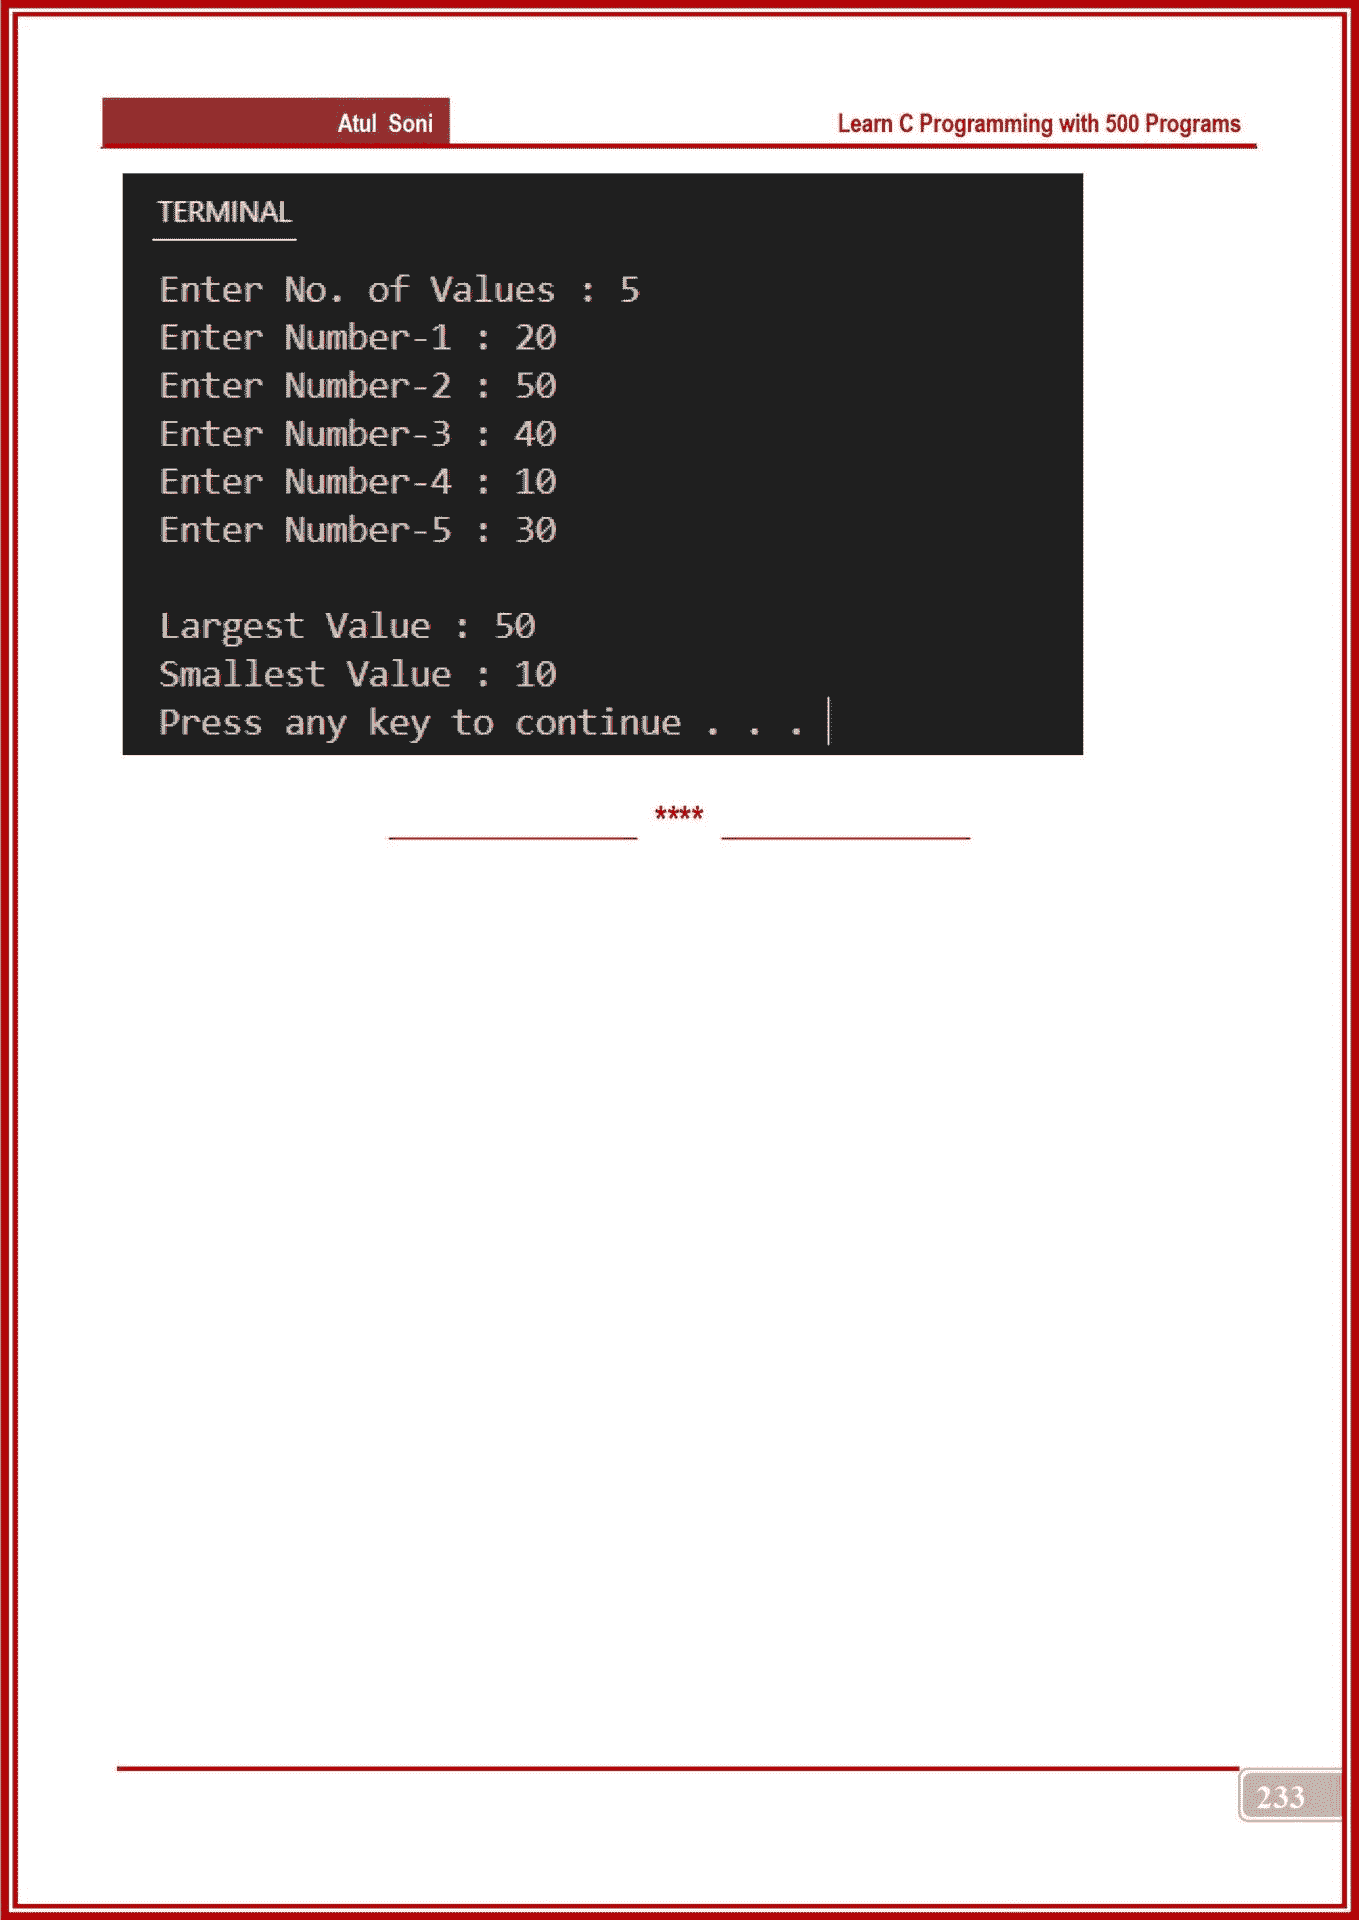 Atul Soni
Learn C Programming with 500 Programs
TERMINAL
Enter No. of Values : 5
Enter Number-1 : 20
Enter Number-2 : 50
Enter Number-3 : 40
Enter Number-4 : 10
Enter Number-5 : 30
Largest Value : 50
Smallest Value : 10
Press any key to continue . . .
****
233